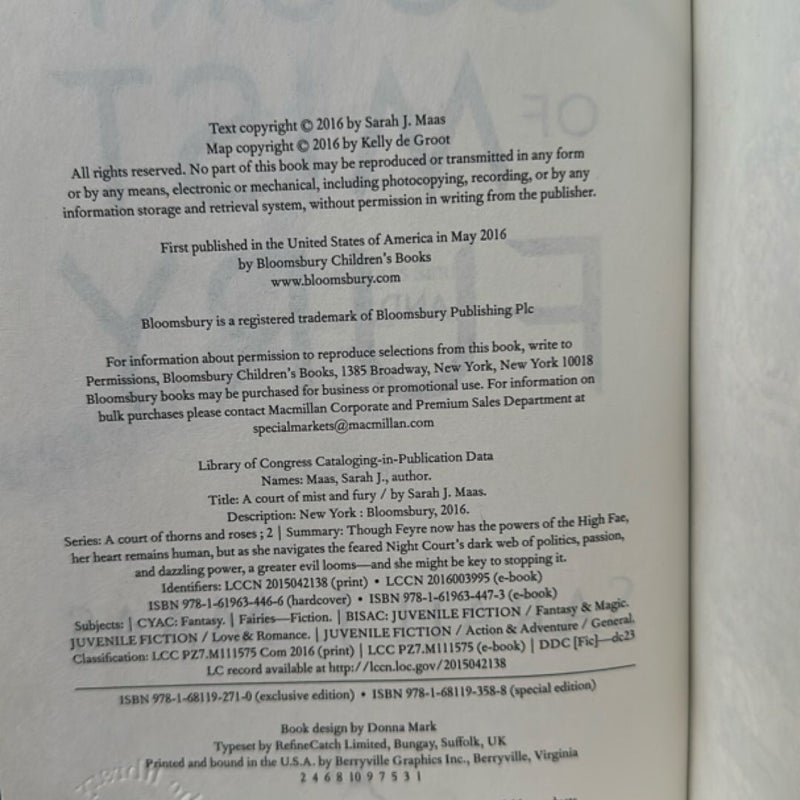 Text copyright © 2016 by Sarah J. Maas
Map copyright © 2016 by Kelly de Groot
All rights reserved. No part of this book may be reproduced or transmitted in any form
or by any means, electronic or mechanical, including photocopying, recording, or by any
information storage and retrieval system, without permission in writing from the publisher.
First published in the United States of America in May 2016
by Bloomsbury Children's Books
www.bloomsbury.com
Bloomsbury is a registered trademark of Bloomsbury Publishing Plc
For information about permission to reproduce selections from this book, write to
Permissions, Bloomsbury Children's Books, 1385 Broadway, New York, New York 10018
Bloomsbury books may be purchased for business or promotional use. For information on
bulk purchases please contact Macmillan Corporate and Premium Sales Department at
specialmarkets@macmillan.com
Library of Congress Cataloging-in-Publication Data
Names: Maas, Sarah J., author.
Title: A court of mist and fury / by Sarah J. Maas.
Description: New York : Bloomsbury, 2016.
Series: A court of thorns and roses ; 2 | Summary: Though Feyre now has the powers of the High Fae,
her heart remains human, but as she navigates the feared Night Court's dark web of politics, passion,
and dazzling power, a greater evil looms—and she might be key to stopping it.
Identifiers: LCCN 2015042138 (print) • LCCN 2016003995 (e-book)
ISBN 978-1-61963-446-6 (hardcover) • ISBN 978-1-61963-447-3 (e-book)
Subjects: | CYAC: Fantasy. | Fairies—Fiction. | BISAC: JUVENILE FICTION / Fantasy & Magic.
JUVENILE FICTION / Love & Romance. | JUVENILE FICTION / Action & Adventure / General.
Classification: LCC PZ7.M111575 Com 2016 (print) | LCC PZ7.M111575 (e-book) | DDC [Fic]—dc23
LC record available at http://lccn.loc.gov/2015042138
ISBN 978-1-68119-271-0 (exclusive edition) • ISBN 978-1-68119-358-8 (special edition)
Book design by Donna Mark
Typeset by RefineCatch Limited, Bungay, Suffolk, UK
Printed and bound in the U.S.A. by Berryville Graphics Inc., Berryville, Virginia
2 4 6 8 10 9 7 5 3 1